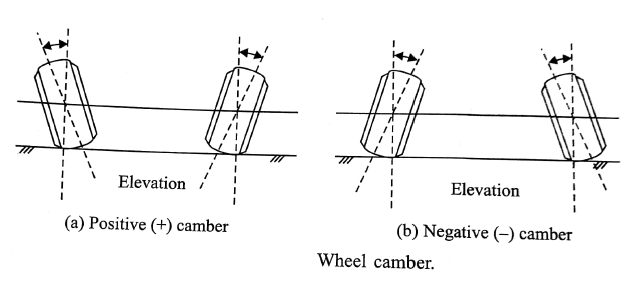 Elevation
(a) Positive (+) camber
Elevation
(b) Negative (–) camber
Wheel camber.